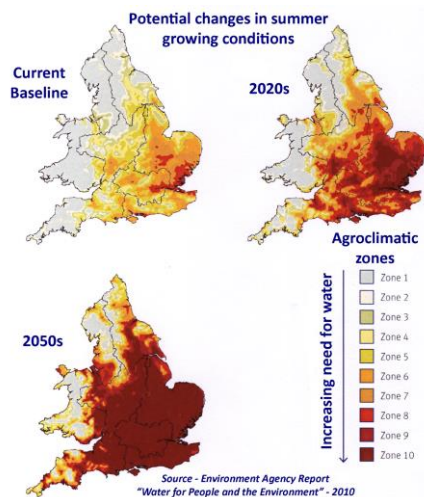 Potential changes in summer
growing conditions
Current
Baseline
2020s
2050s
Agroclimatic
zones
Increasing need for water
Zone 1
Zone 2
Zone 3
Zone 4
Zone 5
Zone 6
Zone 7
Zone 8
Zone 9
Zone 10
Source - Environment Agency Report
"Water for People and the Environment" - 2010